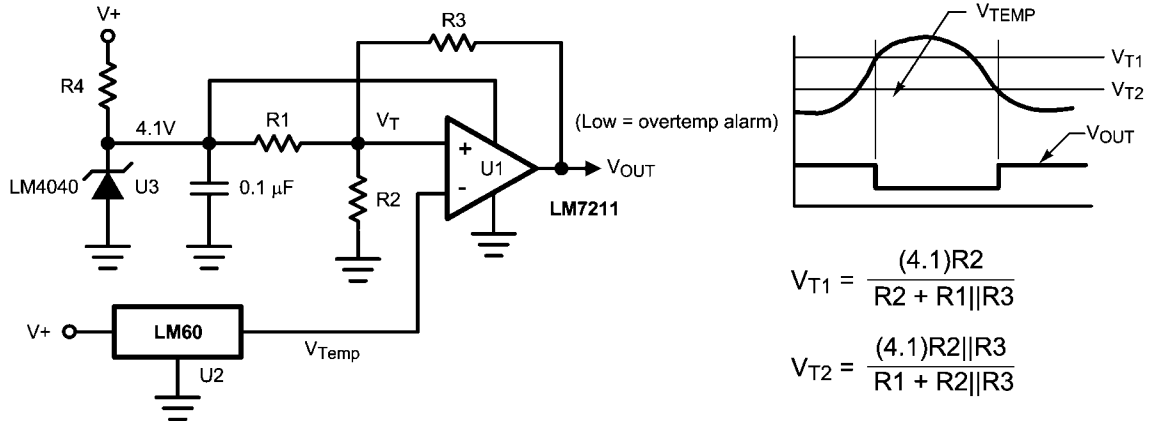 V+
R3
R4
4.1V
R1
VT
(Low = overtemp alarm)
+
U1
-
VOUT
LM4040
U3
0.1 μF
R2
LM7211
V+
LM60
VTemp
U2
VTEMP
VT1
VT2
VOUT
VT1 = (4.1)R2 / R2 + R1||R3
VT2 = (4.1)R2||R3 / R1 + R2||R3